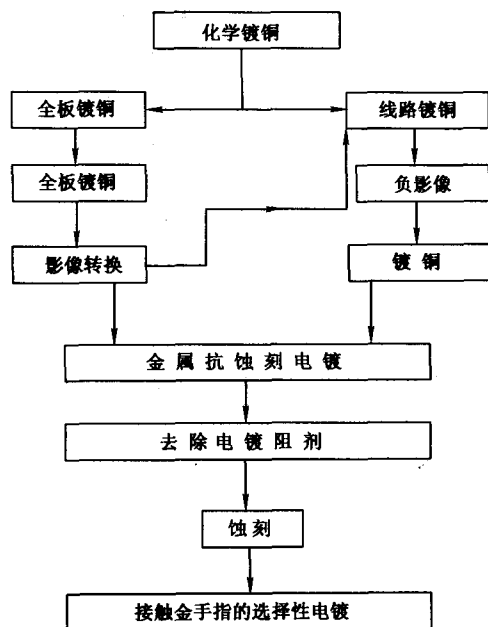 化学镀铜
全板镀铜
线路镀铜
全板镀铜
负影像
影像转换
镀铜
金属抗蚀刻电镀
去除电镀阻剂
蚀刻
接触金手指的选择性电镀